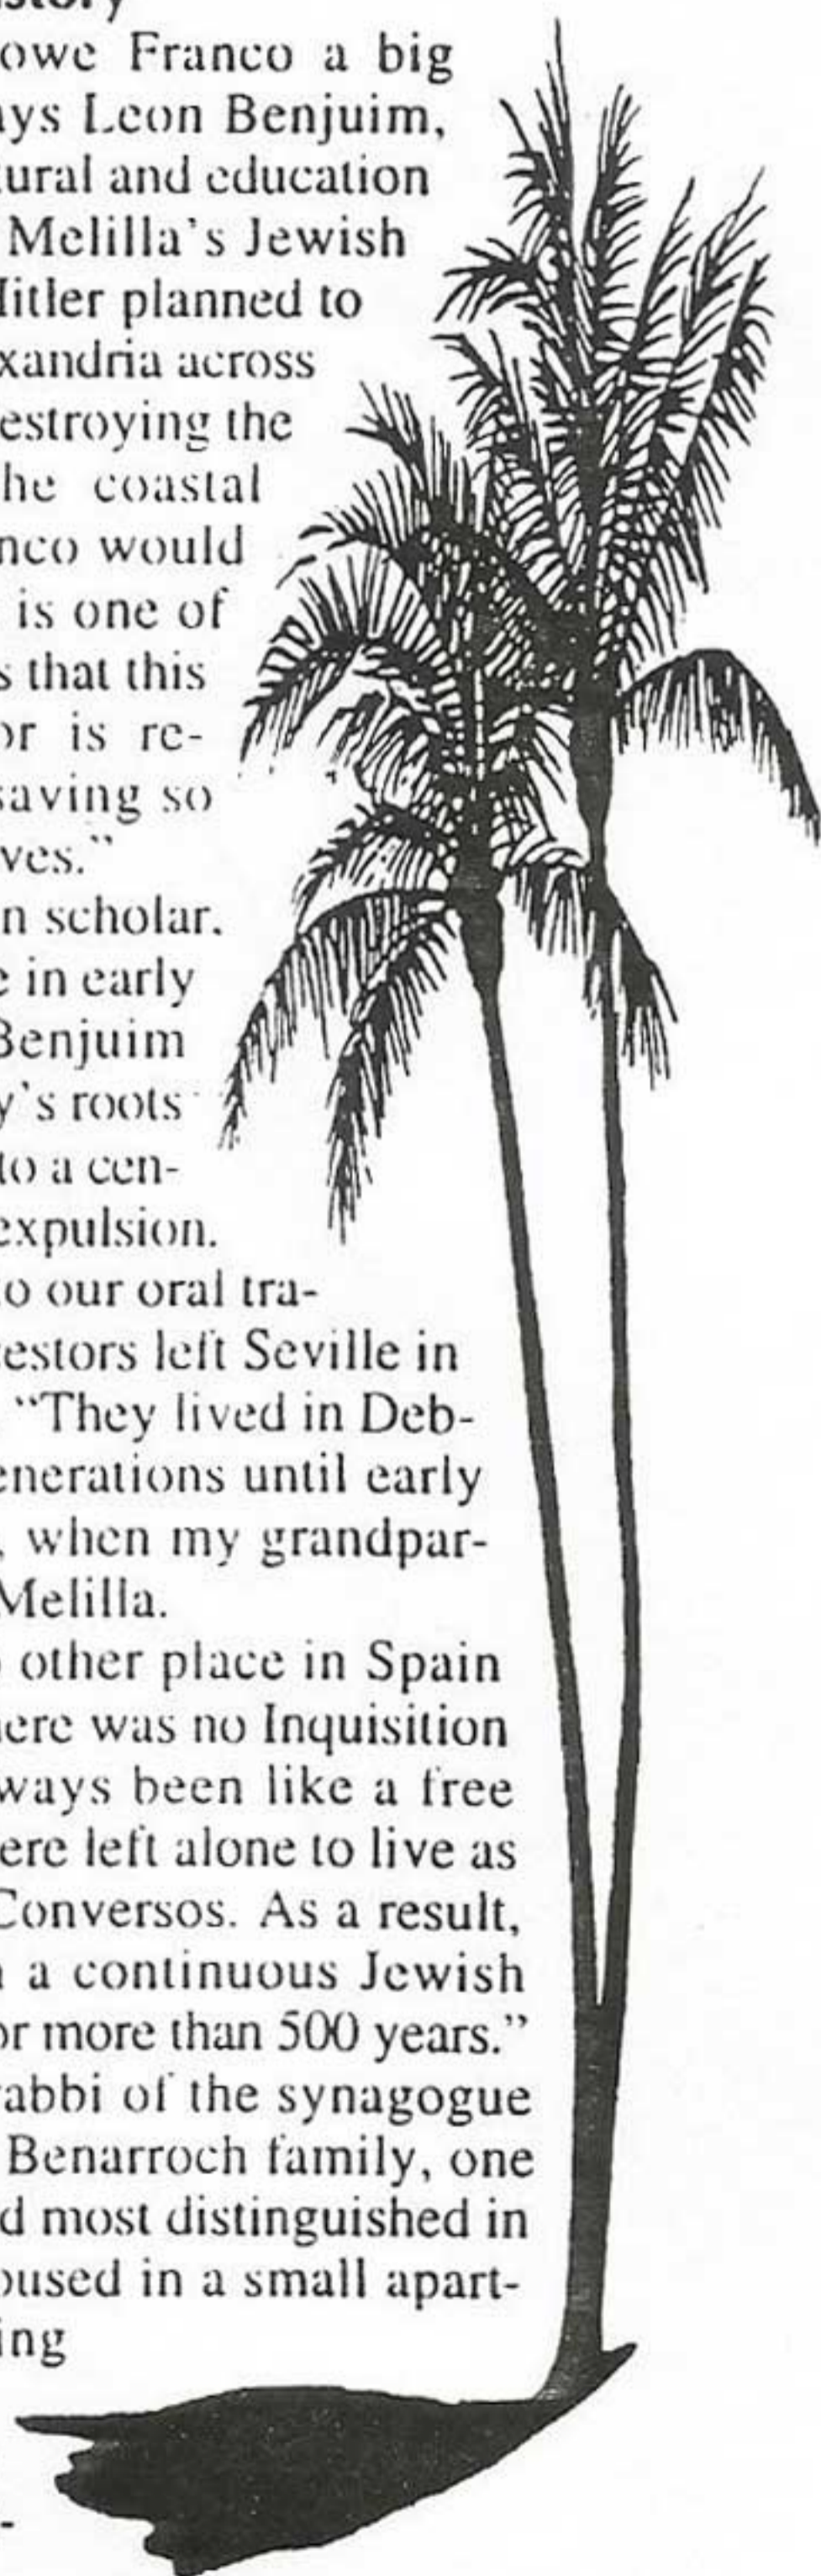 story
owe Franco a big
ays Leon Benjuim,
tural and education
Melilla's Jewish
Hitler planned to
xandria across
estroying the
he coastal
nco would
is one of
s that this
or is re-
saving so
ves."
n scholar.
e in early
Benjuim
y's roots
to a cen-
expulsion.
o our oral tra-
estors left Seville in
"They lived in Deb-
enerations until early
, when my grandpar-
Melilla.
o other place in Spain
here was no Inquisition
ways been like a free
ere left alone to live as
Conversos. As a result,
n a continuous Jewish
or more than 500 years."
rabbi of the synagogue
Benarroch family, one
d most distinguished in
oused in a small apart-
ing
-